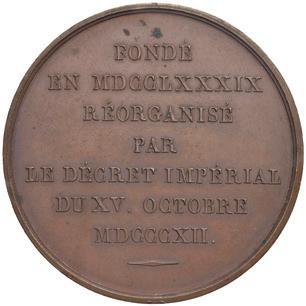 FONDÉ
EN MDCCLXXXIX
RÉORGANISÉ
PAR
LE DÉCRET IMPÉRIAL
DU XV. OCTOBRE
MDCCCXII.